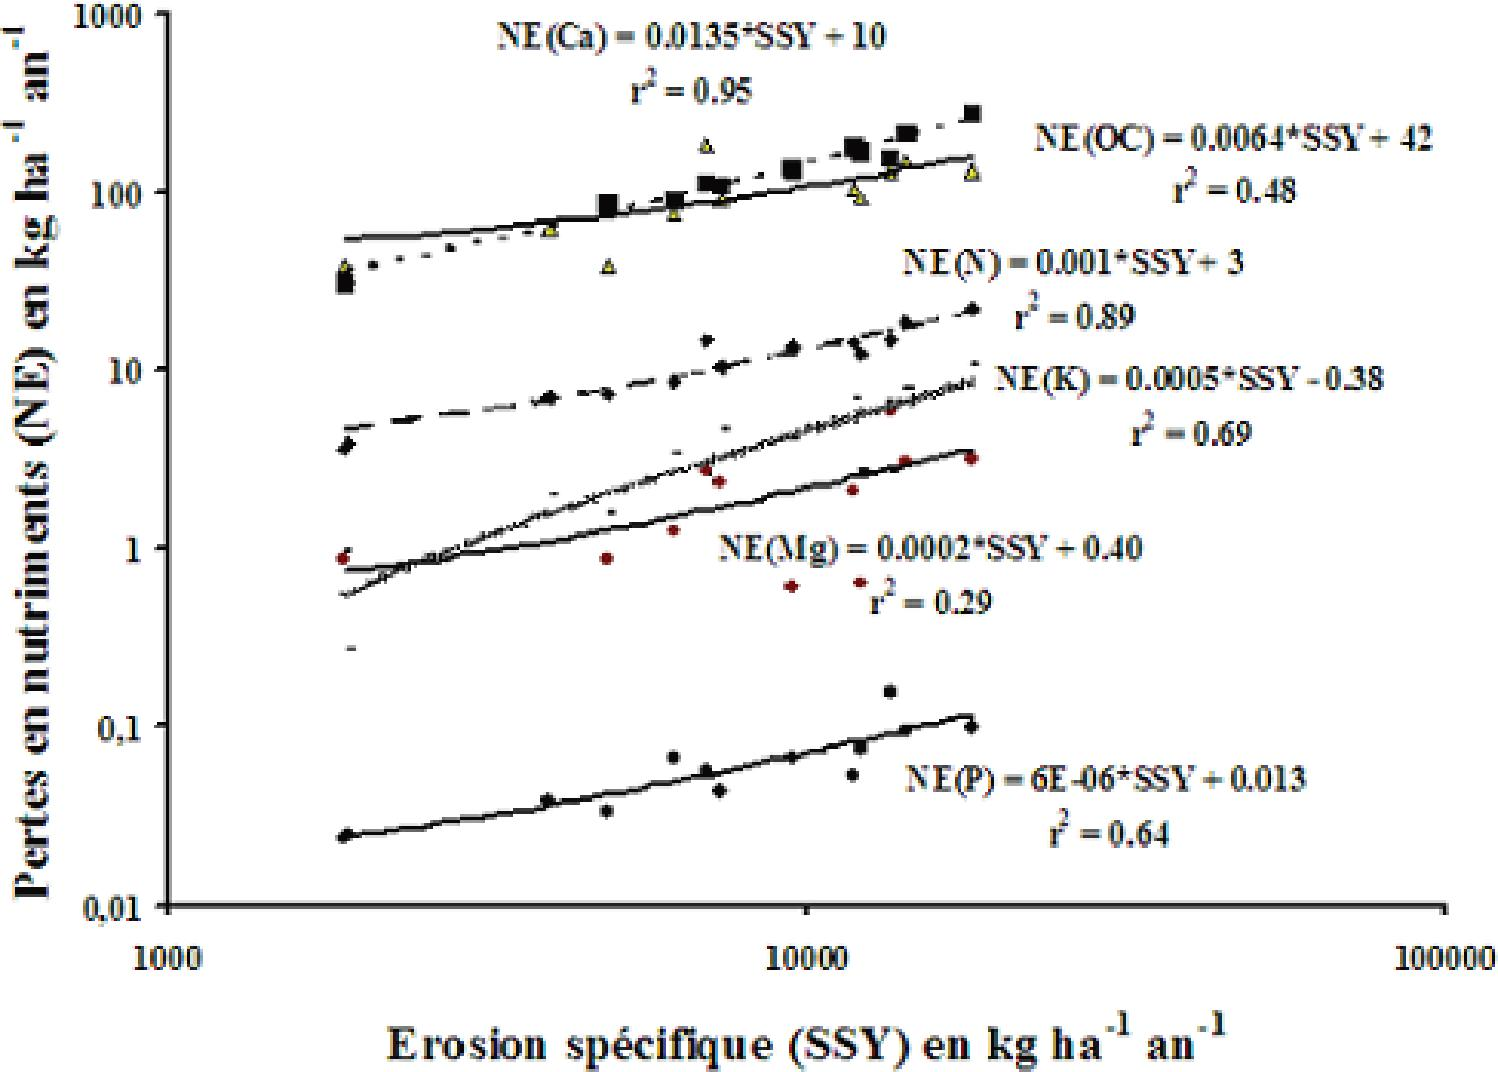 Pertes en nutriments (NE) en kg ha-1 an-1
1000
100
10
1
0,1
0,01
NE(Ca) = 0.0135*SSY + 10
r2 = 0.95
NE(OC) = 0.0064*SSY + 42
r2 = 0.48
NE(N) = 0.001*SSY + 3
r2 = 0.89
NE(K) = 0.0005*SSY - 0.38
r2 = 0.69
NE(Mg) = 0.0002*SSY + 0.40
r2 = 0.29
NE(P) = 6E-06*SSY + 0.013
r2 = 0.64
1000 10000 100000
Erosion spécifique (SSY) en kg ha-1 an-1